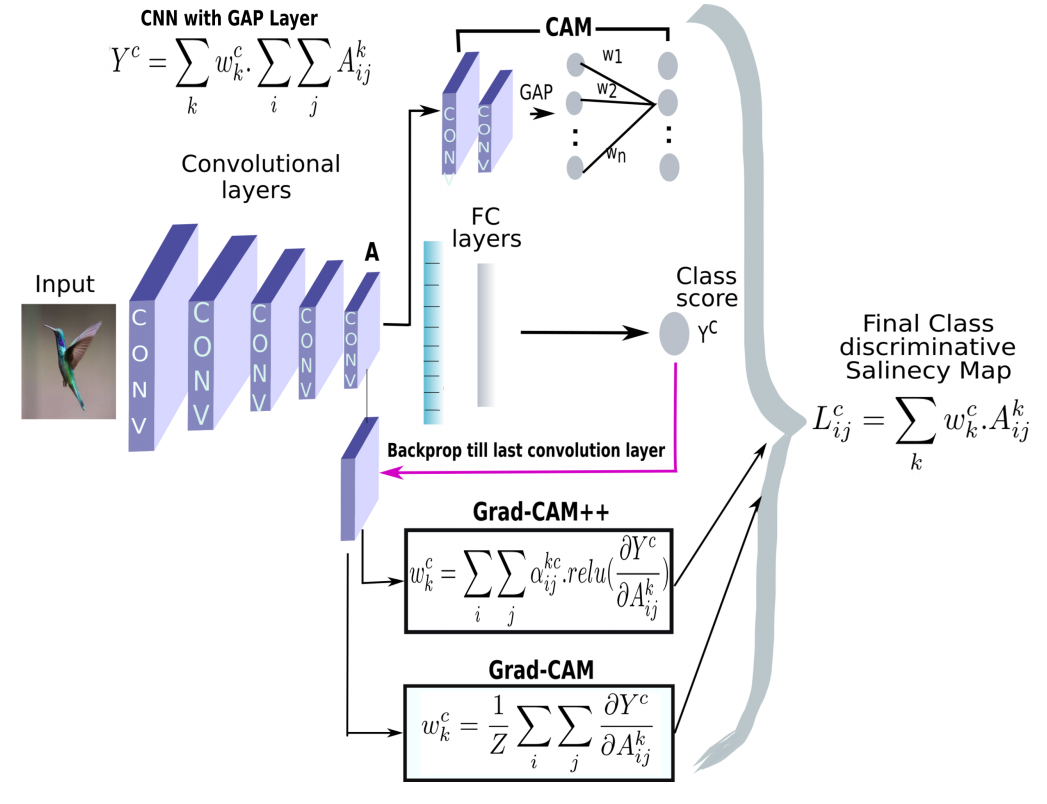 CNN with GAP Layer
Y^c = \sum_k w_k^c . \sum_i \sum_j A_{ij}^k
CAM
GAP
w1
w2
wn
CONV
CONV
Convolutional
layers
A
FC
layers
Input
CONV
CONV
CONV
CONV
CONV
Class
score
Y^c
Final Class
discriminative
Salinecy Map
L_{ij}^c = \sum_k w_k^c . A_{ij}^k
Backprop till last convolution layer
Grad-CAM++
w_k^c = \sum_i \sum_j \alpha_{ij}^{kc} . relu(\frac{\partial Y^c}{\partial A_{ij}^k})
Grad-CAM
w_k^c = \frac{1}{Z} \sum_i \sum_j \frac{\partial Y^c}{\partial A_{ij}^k}